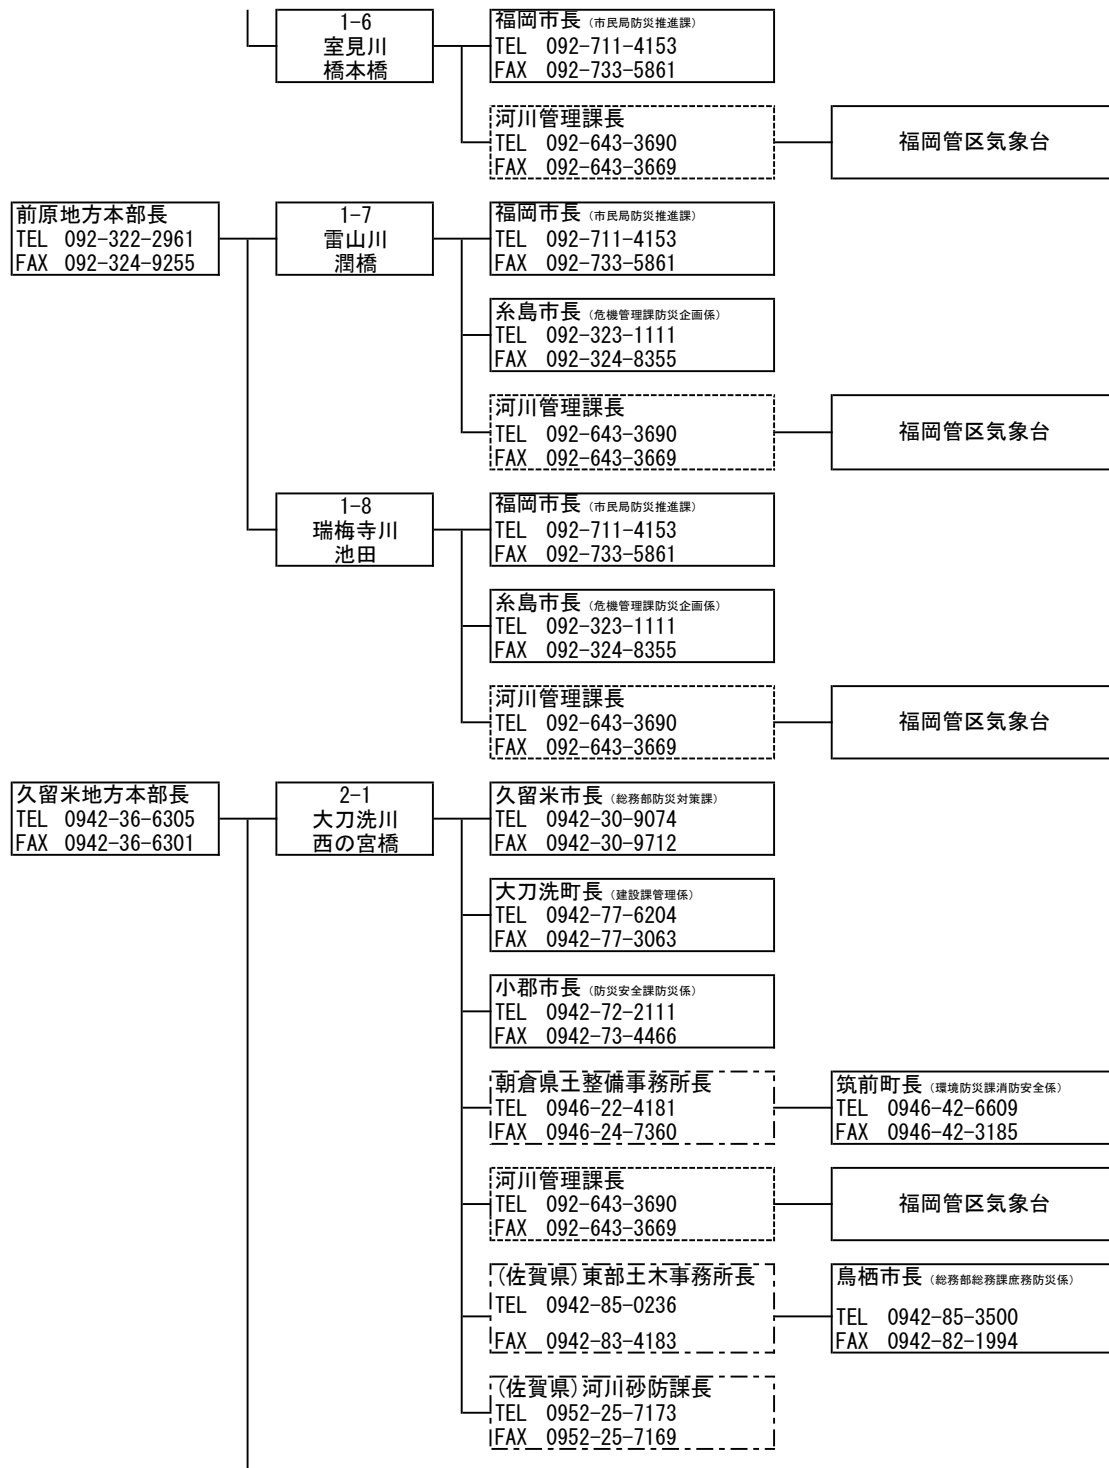 1-6
室見川
橋本橋
福岡市長 (市民局防災推進課)
TEL 092-711-4153
FAX 092-733-5861
河川管理課長
TEL 092-643-3690
FAX 092-643-3669
福岡管区気象台
前原地方本部長
TEL 092-322-2961
FAX 092-324-9255
1-7
雷山川
潤橋
福岡市長 (市民局防災推進課)
TEL 092-711-4153
FAX 092-733-5861
糸島市長 (危機管理課防災企画係)
TEL 092-323-1111
FAX 092-324-8355
河川管理課長
TEL 092-643-3690
FAX 092-643-3669
福岡管区気象台
1-8
瑞梅寺川
池田
福岡市長 (市民局防災推進課)
TEL 092-711-4153
FAX 092-733-5861
糸島市長 (危機管理課防災企画係)
TEL 092-323-1111
FAX 092-324-8355
河川管理課長
TEL 092-643-3690
FAX 092-643-3669
福岡管区気象台
久留米地方本部長
TEL 0942-36-6305
FAX 0942-36-6301
2-1
大刀洗川
西の宮橋
久留米市長 (総務部防災対策課)
TEL 0942-30-9074
FAX 0942-30-9712
大刀洗町長 (建設課管理係)
TEL 0942-77-6204
FAX 0942-77-3063
小郡市長 (防災安全課防災係)
TEL 0942-72-2111
FAX 0942-73-4466
朝倉県土整備事務所長
TEL 0946-22-4181
FAX 0946-24-7360
筑前町長 (環境防災課消防安全係)
TEL 0946-42-6609
FAX 0946-42-3185
河川管理課長
TEL 092-643-3690
FAX 092-643-3669
福岡管区気象台
(佐賀県)東部土木事務所長
TEL 0942-85-0236
FAX 0942-83-4183
鳥栖市長 (総務部総務課庶務防災係)
TEL 0942-85-3500
FAX 0942-82-1994
(佐賀県)河川砂防課長
TEL 0952-25-7173
FAX 0952-25-7169